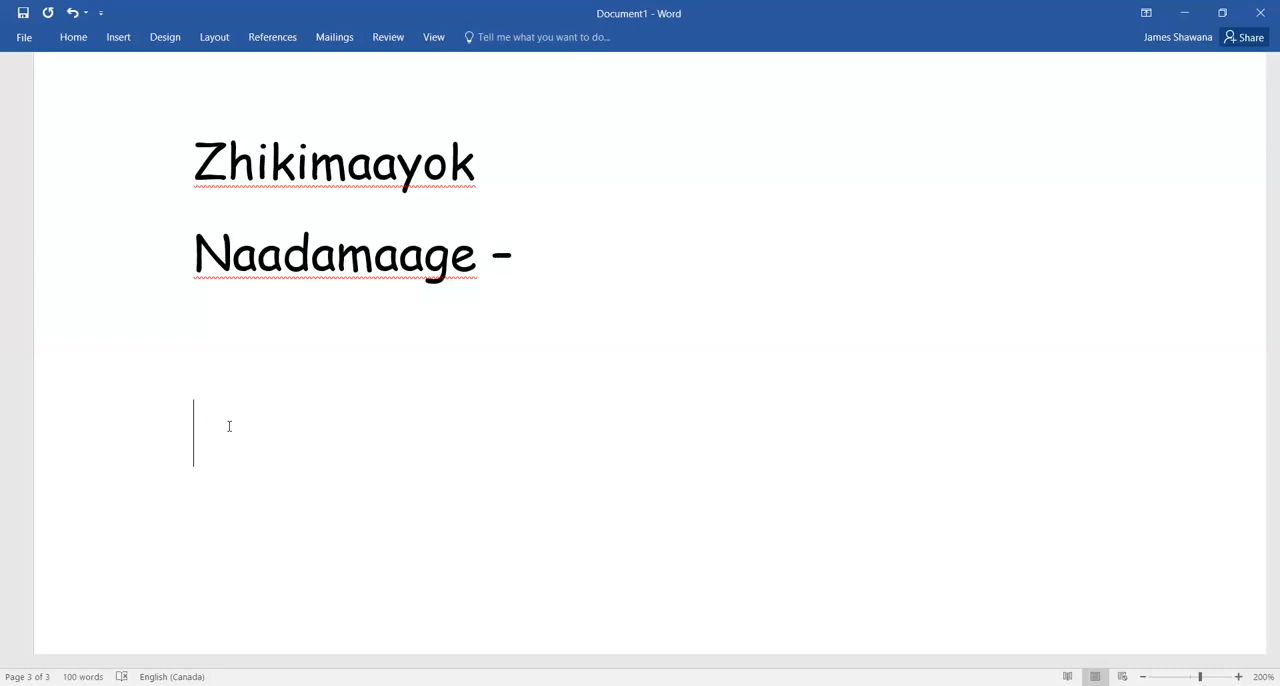 Document1 - Word
File Home Insert Design Layout References Mailings Review View Tell me what you want to do... James Shawana Share
Zhikimaayok
Naadamaage -
Page 3 of 3 100 words English (Canada) 200%